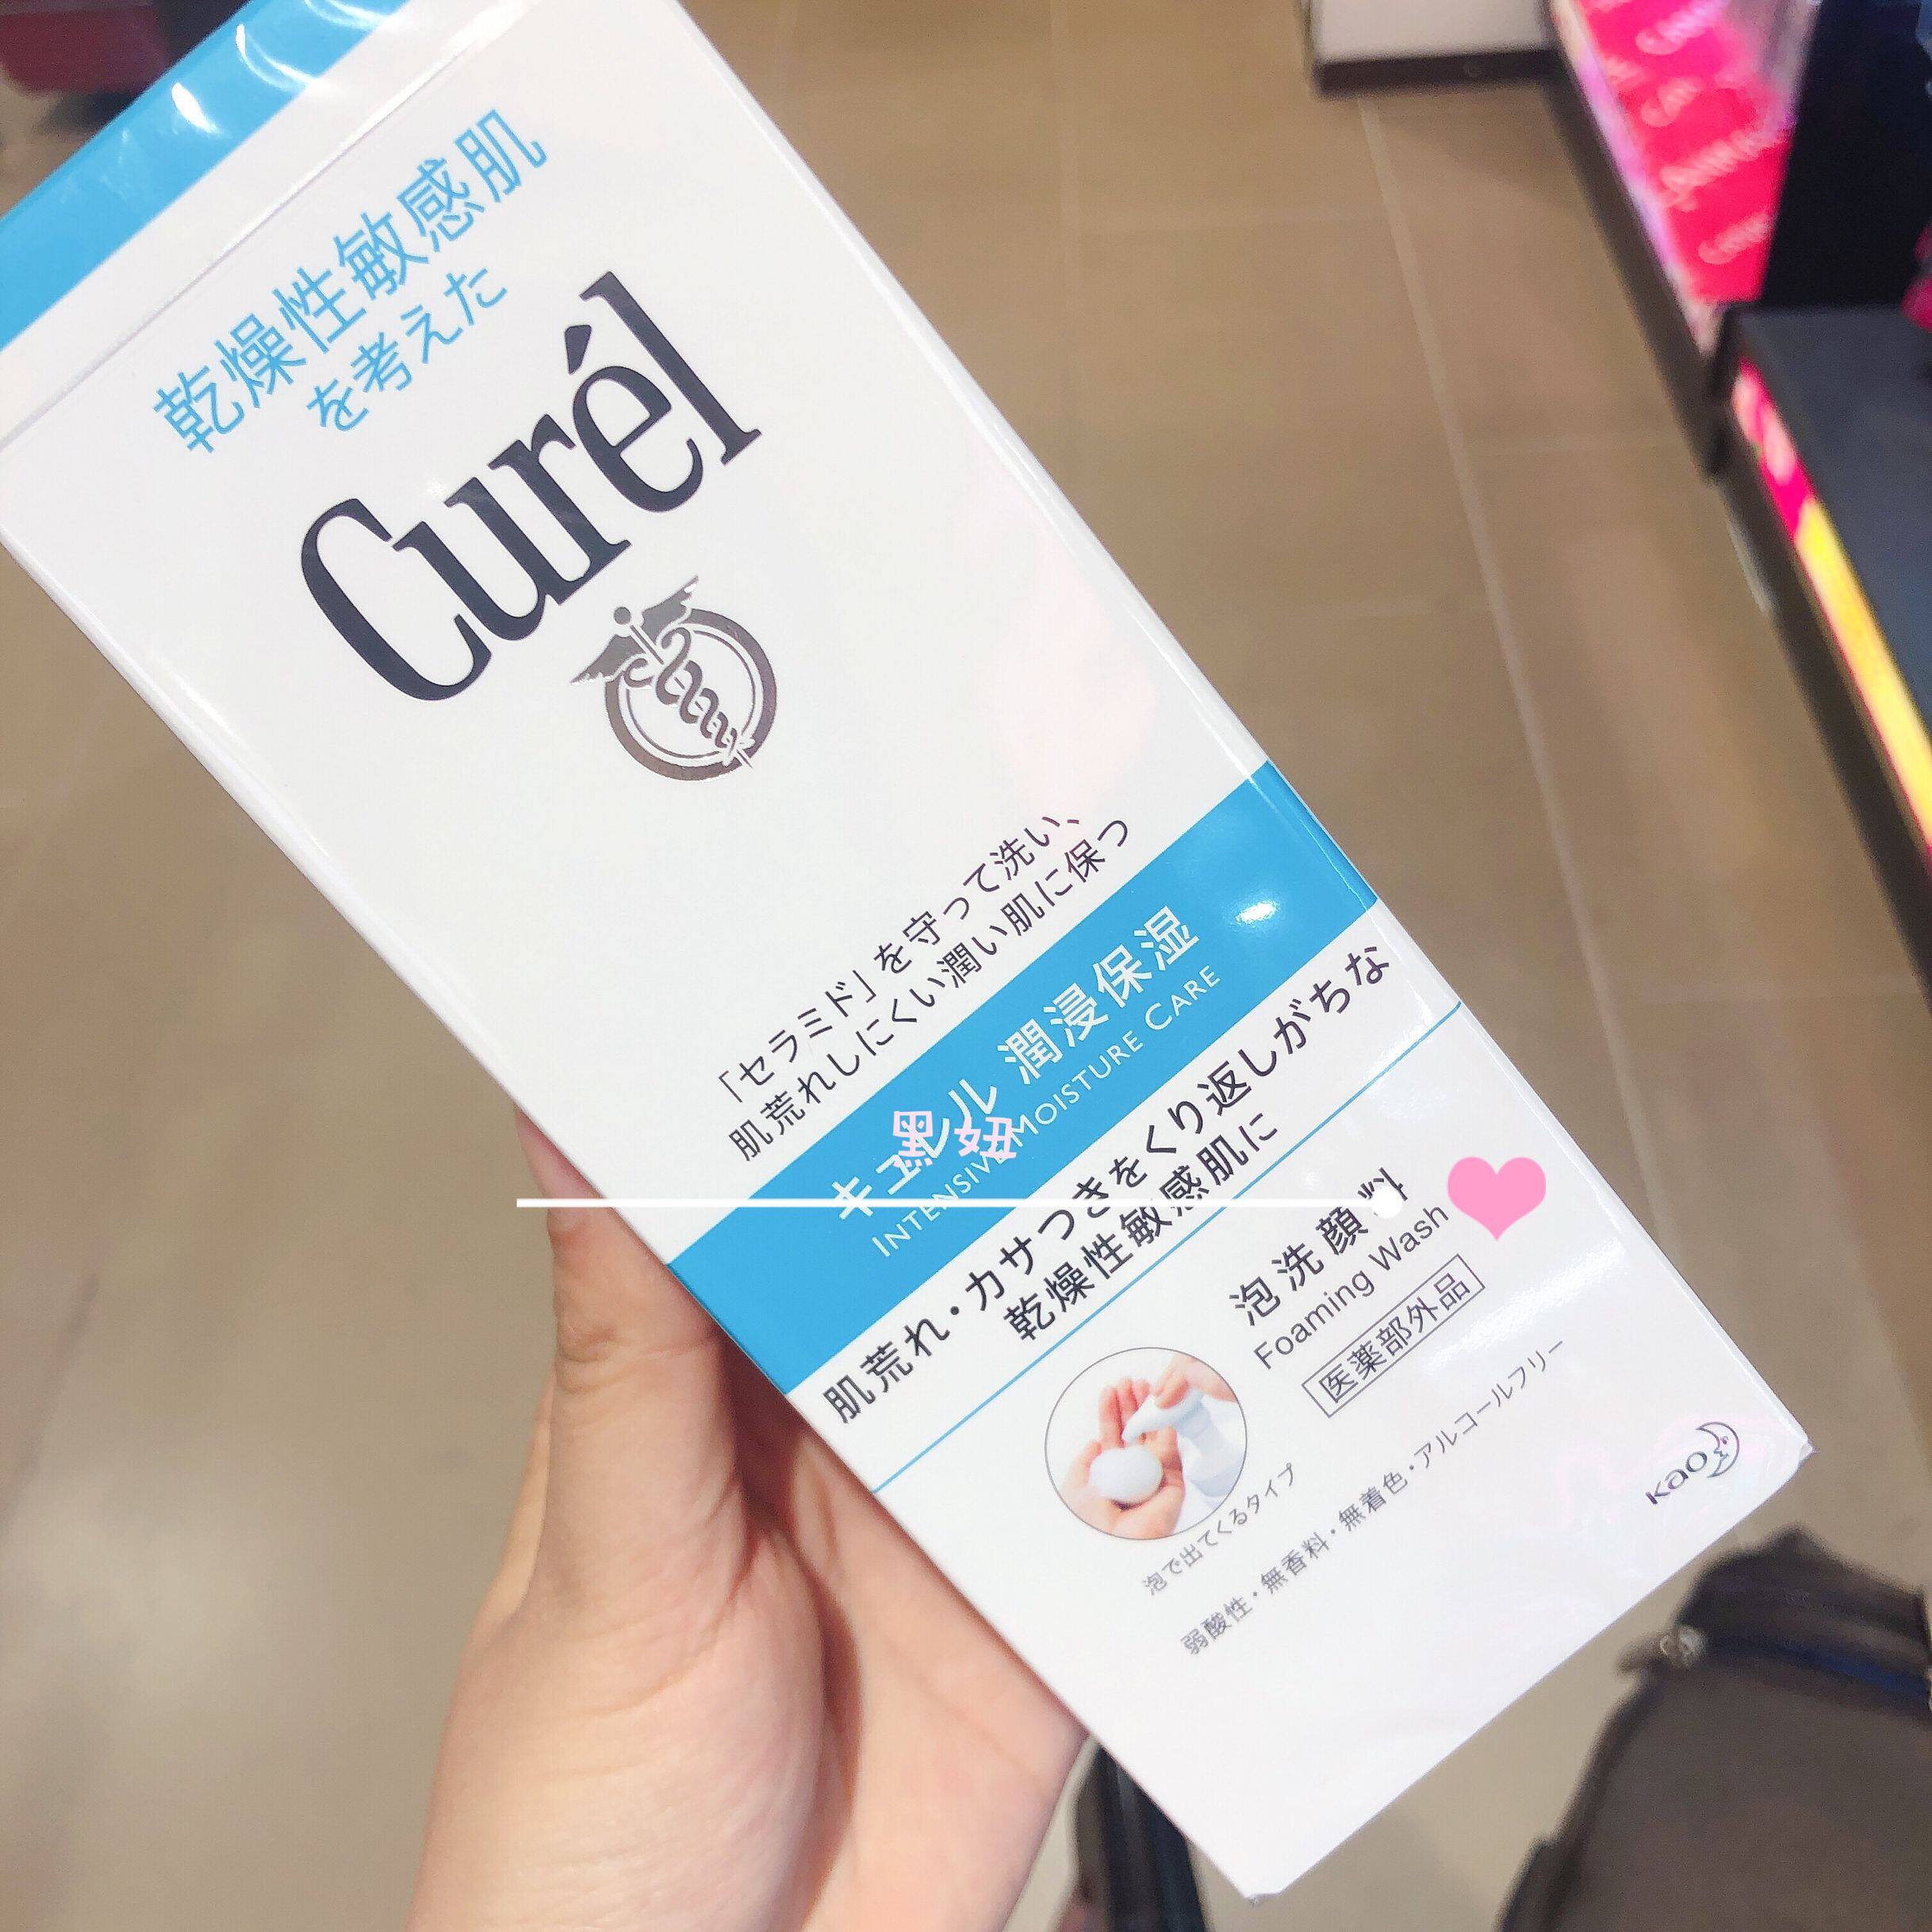 乾燥性敏感肌
を考えた
Curél
「セラミド」を守って洗い、
肌荒れしにくい潤い肌に保つ
キュレル 潤浸保湿
INTENSIVE MOISTURE CARE
肌荒れ・カサつきをくり返しがちな
乾燥性敏感肌に
泡洗顔料
Foaming Wash
医薬部外品
泡で出てくるタイプ
弱酸性・無香料・無着色・アルコールフリー
Kao